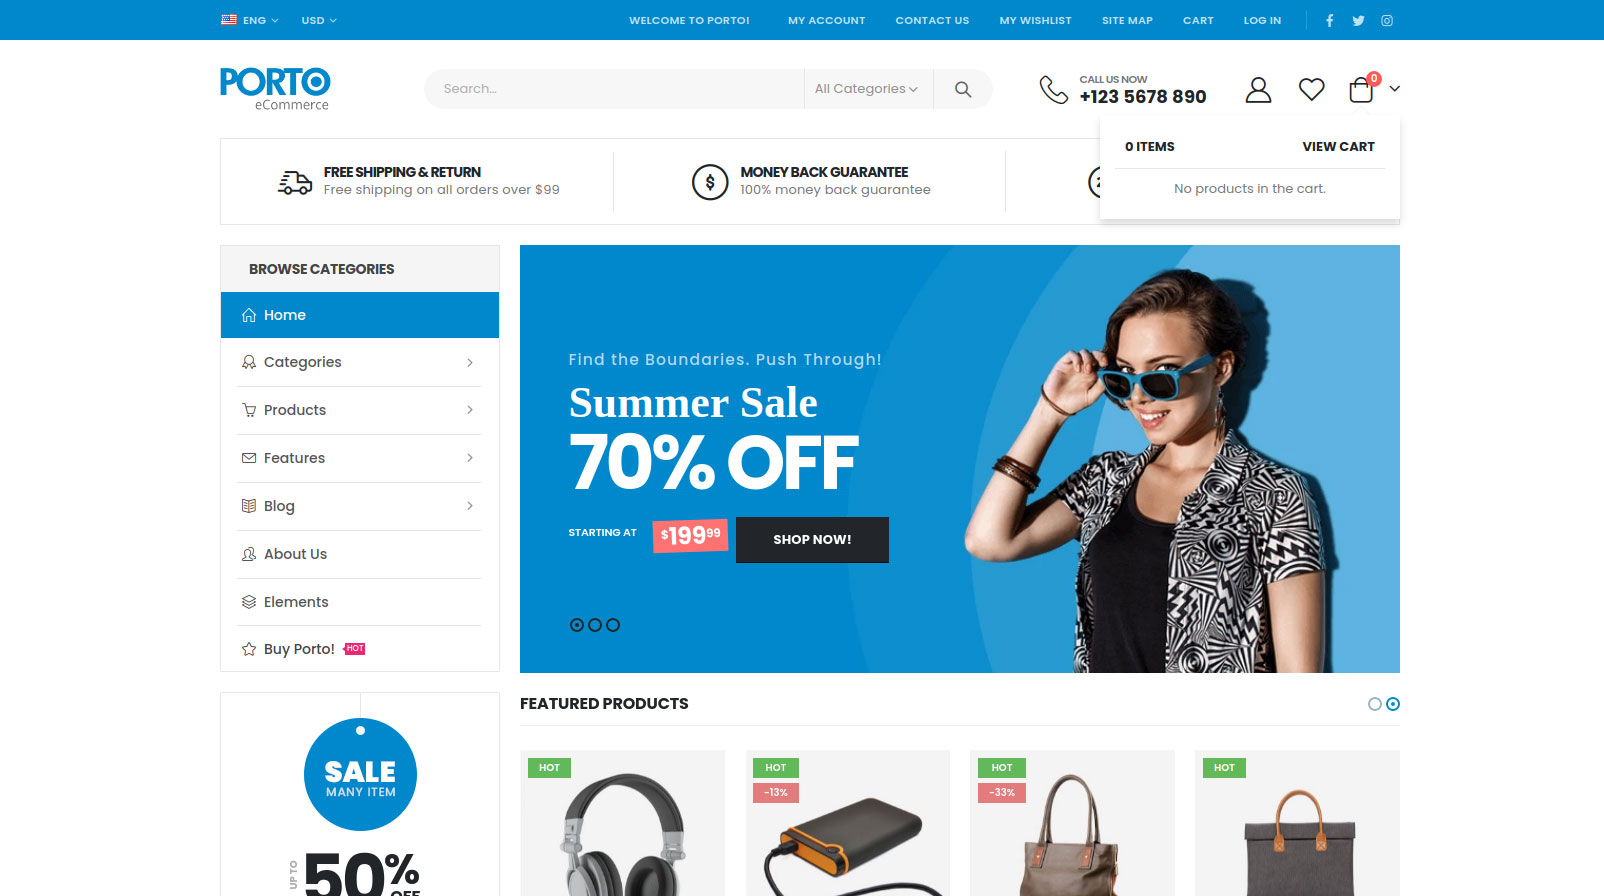 ENG
USD
WELCOME TO PORTO!
MY ACCOUNT
CONTACT US
MY WISHLIST
SITE MAP
CART
LOG IN
PORTO
eCommerce
Search...
All Categories
CALL US NOW
+123 5678 890
0
0 ITEMS
VIEW CART
No products in the cart.
FREE SHIPPING & RETURN
Free shipping on all orders over $99
$
MONEY BACK GUARANTEE
100% money back guarantee
BROWSE CATEGORIES
Home
Categories
Products
Features
Blog
About Us
Elements
Buy Porto! HOT
Find the Boundaries. Push Through!
Summer Sale
70% OFF
STARTING AT $19999 SHOP NOW!
SALE
MANY ITEM
UP TO 50%
OFF
FEATURED PRODUCTS
HOT
HOT
-13%
HOT
-33%
HOT